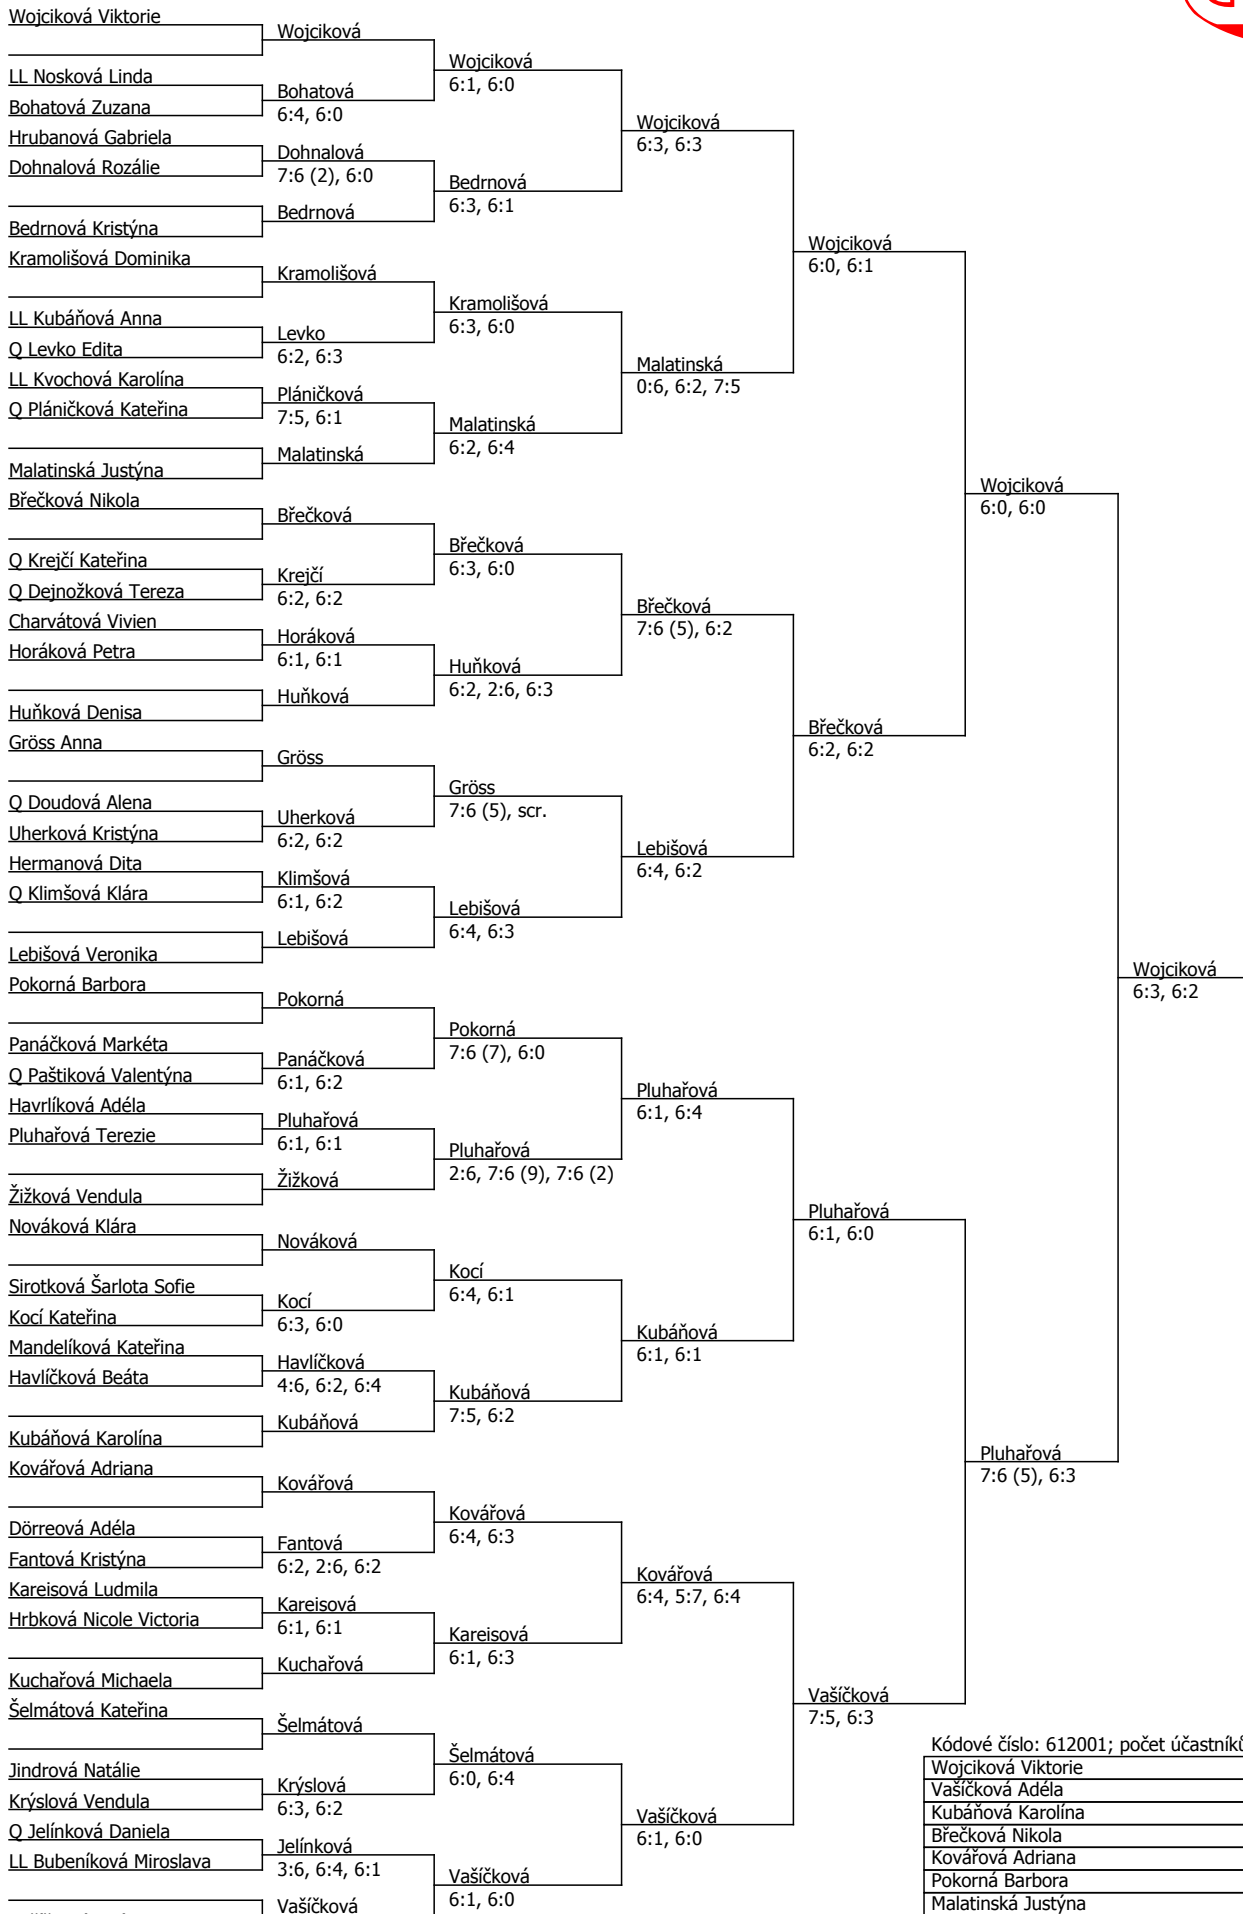 Wojciková Viktorie
LL Nosková Linda
Bohatová Zuzana
Hrubanová Gabriela
Dohnalová Rozálie
Bedrnová Kristýna
Kramolišová Dominika
LL Kubáňová Anna
Q Levko Edita
LL Kvochová Karolína
Q Pláničková Kateřina
Malatinská Justýna
Břečková Nikola
Q Krejčí Kateřina
Q Dejnožková Tereza
Charvátová Vivien
Horáková Petra
Huňková Denisa
Gröss Anna
Q Doudová Alena
Uherková Kristýna
Hermanová Dita
Q Klimšová Klára
Lebišová Veronika
Pokorná Barbora
Panáčková Markéta
Q Paštiková Valentýna
Havrlíková Adéla
Pluhařová Terezie
Žižková Vendula
Nováková Klára
Sirotková Šarlota Sofie
Kocí Kateřina
Mandelíková Kateřina
Havlíčková Beáta
Kubáňová Karolína
Kovářová Adriana
Dörreová Adéla
Fantová Kristýna
Kareisová Ludmila
Hrbková Nicole Victoria
Kuchařová Michaela
Šelmátová Kateřina
Jindrová Natálie
Krýslová Vendula
Q Jelínková Daniela
LL Bubeníková Miroslava
Wojciková
Bohatová
6:4, 6:0
Dohnalová
7:6 (2), 6:0
Bedrnová
Kramolišová
Levko
6:2, 6:3
Pláničková
7:5, 6:1
Malatinská
Břečková
Krejčí
6:2, 6:2
Horáková
6:1, 6:1
Huňková
Gröss
Uherková
6:2, 6:2
Klimšová
6:1, 6:2
Lebišová
Pokorná
Panáčková
6:1, 6:2
Pluhařová
6:1, 6:1
Žižková
Nováková
Kocí
6:3, 6:0
Havlíčková
4:6, 6:2, 6:4
Kubáňová
Kovářová
Fantová
6:2, 2:6, 6:2
Kareisová
6:1, 6:1
Kuchařová
Šelmátová
Krýslová
6:3, 6:2
Jelínková
3:6, 6:4, 6:1
Vašíčková
Wojciková
6:1, 6:0
Bedrnová
6:3, 6:1
Kramolišová
6:3, 6:0
Malatinská
6:2, 6:4
Břečková
6:3, 6:0
Huňková
6:2, 2:6, 6:3
Gröss
7:6 (5), scr.
Lebišová
6:4, 6:3
Pokorná
7:6 (7), 6:0
Pluhařová
2:6, 7:6 (9), 7:6 (2)
Kocí
6:4, 6:1
Kubáňová
7:5, 6:2
Kovářová
6:4, 6:3
Kareisová
6:1, 6:3
Šelmátová
6:0, 6:4
Vašíčková
6:1, 6:0
Wojciková
6:3, 6:3
Malatinská
0:6, 6:2, 7:5
Břečková
7:6 (5), 6:2
Lebišová
6:4, 6:2
Pluhařová
6:1, 6:4
Kubáňová
6:1, 6:1
Kovářová
6:4, 5:7, 6:4
Vašíčková
6:1, 6:0
Wojciková
6:0, 6:1
Břečková
6:2, 6:2
Pluhařová
6:1, 6:0
Vašíčková
7:5, 6:3
Wojciková
6:0, 6:0
Pluhařová
7:6 (5), 6:3
Wojciková
6:3, 6:2
Kódové číslo: 612001; počet účastníků
Wojciková Viktorie
Vašíčková Adéla
Kubáňová Karolína
Břečková Nikola
Kovářová Adriana
Pokorná Barbora
Malatinská Justýna